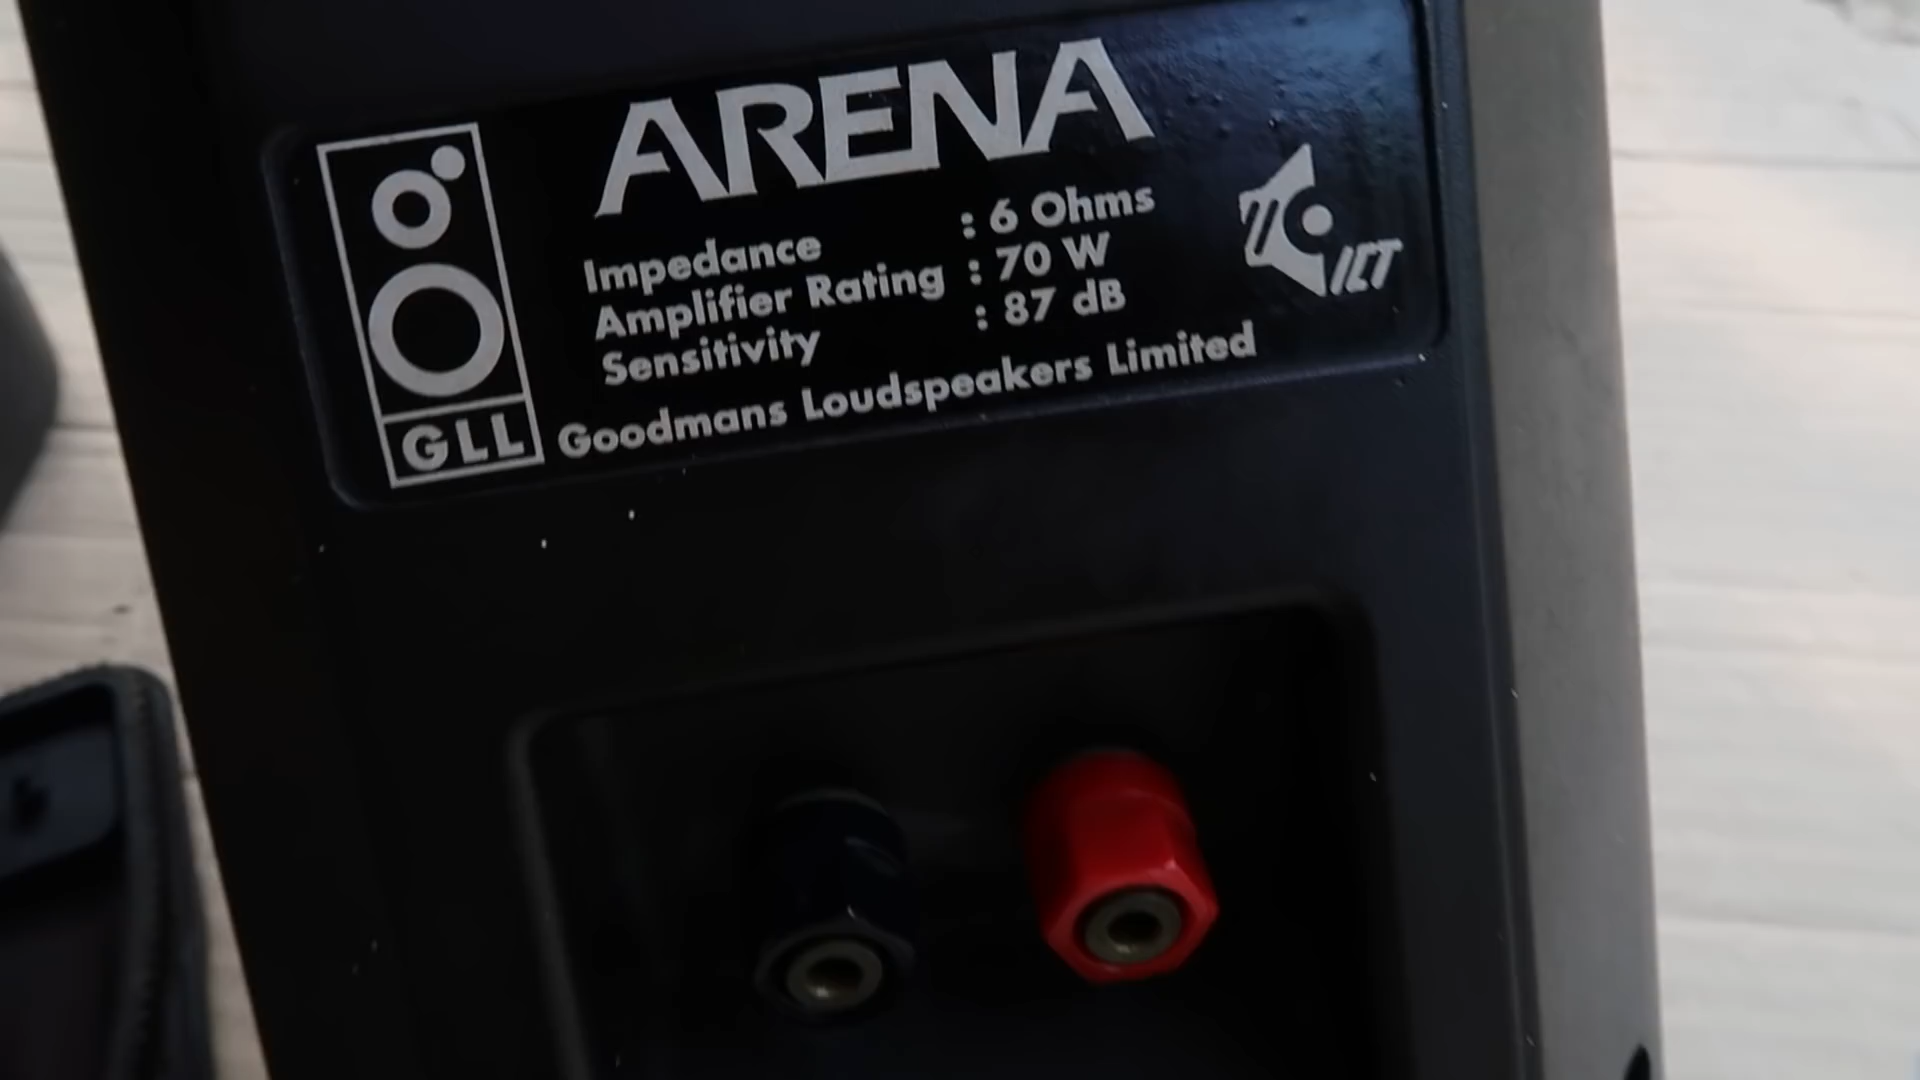 ARENA
Impedance : 6 Ohms
Amplifier Rating : 70 W
Sensitivity : 87 dB
Goodmans Loudspeakers Limited
GLL
ICT